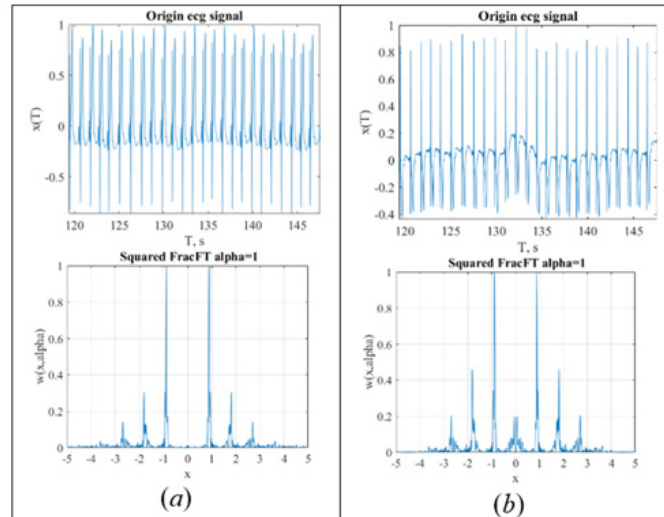 Origin ecg signal
1
0.5
0
-0.5
x(T)
120 125 130 135 140 145
T, s
Squared FracFT alpha=1
1
0.8
0.6
0.4
0.2
0
w(x,alpha)
-5 -4 -3 -2 -1 0 1 2 3 4 5
x
(a)
Origin ecg signal
1
0.8
0.6
0.4
0.2
0
-0.2
-0.4
x(T)
120 125 130 135 140 145
T, s
Squared FracFT alpha=1
1
0.8
0.6
0.4
0.2
0
w(x,alpha)
-5 -4 -3 -2 -1 0 1 2 3 4 5
x
(b)